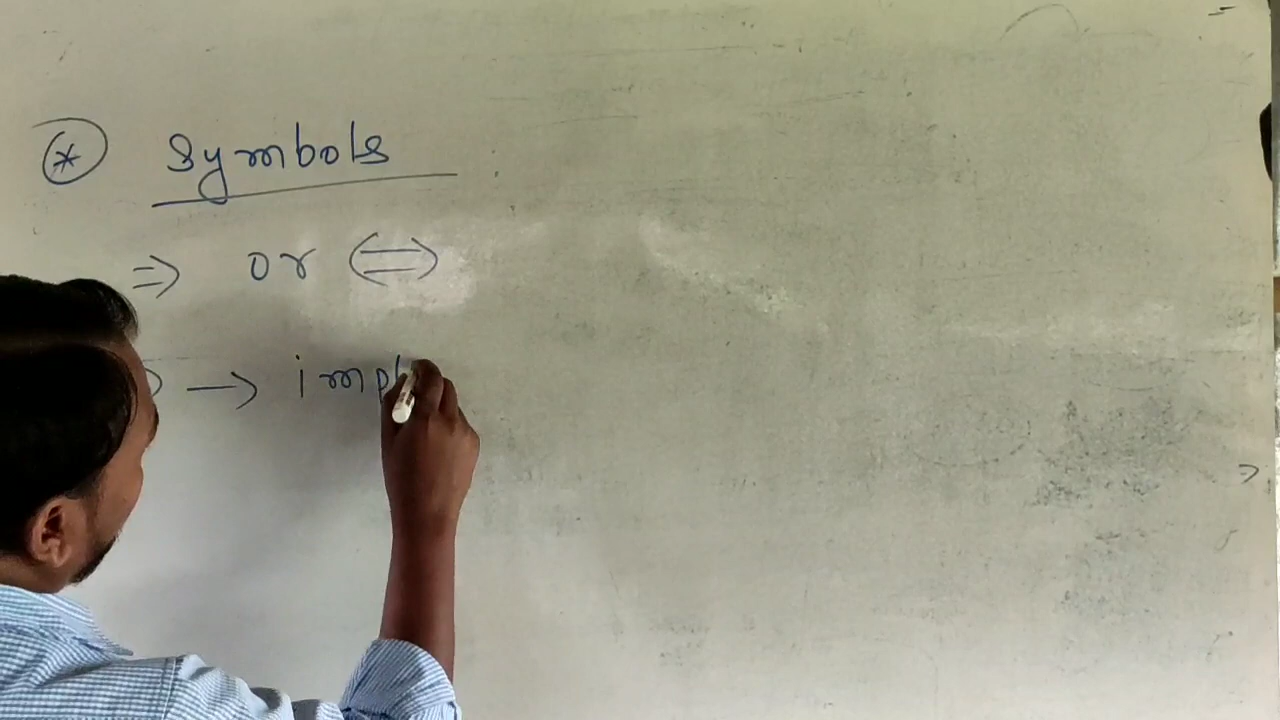 * Symbols
⇒ or ⇔
→ impl
⇒